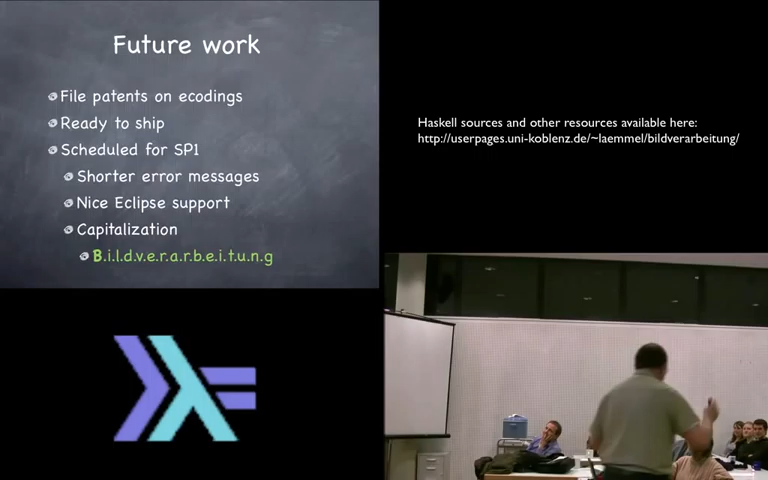 Future work
File patents on ecodings
Ready to ship
Scheduled for SP1
Shorter error messages
Nice Eclipse support
Capitalization
B.i.l.d.v.e.r.a.r.b.e.i.t.u.n.g
Haskell sources and other resources available here:
http://userpages.uni-koblenz.de/~laemmel/bildverarbeitung/